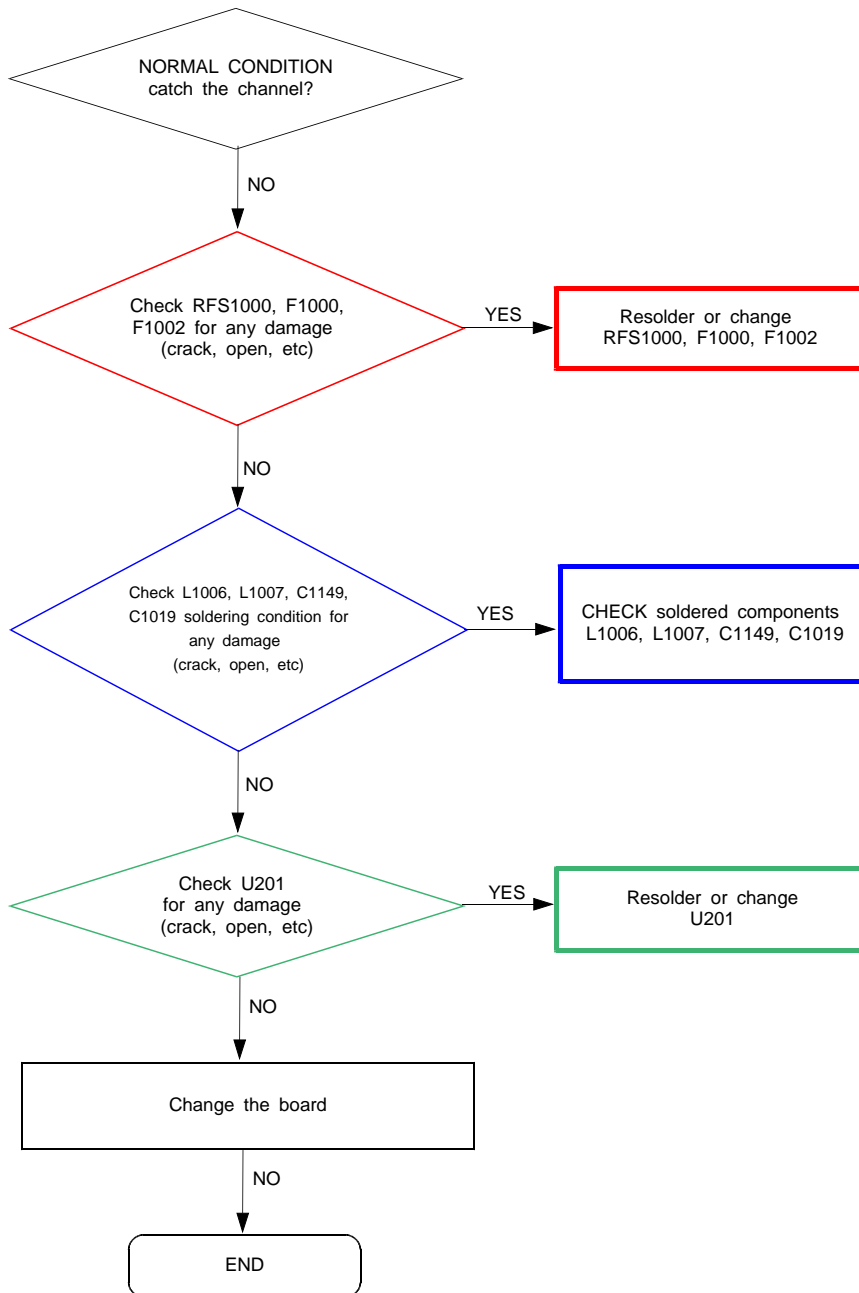 NORMAL CONDITION
catch the channel?
NO
Check RFS1000, F1000,
F1002 for any damage
(crack, open, etc)
YES
Resolder or change
RFS1000, F1000, F1002
NO
Check L1006, L1007, C1149,
C1019 soldering condition for
any damage
(crack, open, etc)
YES
CHECK soldered components
L1006, L1007, C1149, C1019
NO
Check U201
for any damage
(crack, open, etc)
YES
Resolder or change
U201
NO
Change the board
NO
END